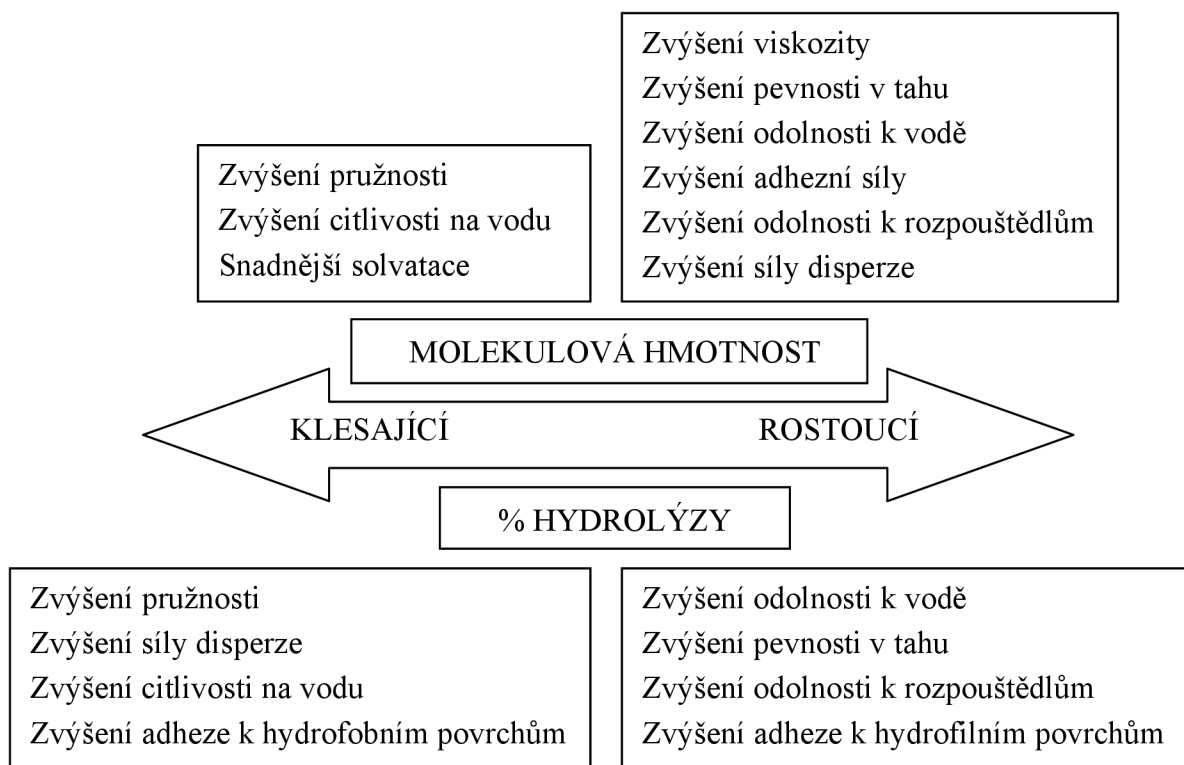 Zvýšení pružnosti
Zvýšení citlivosti na vodu
Snadnější solvatace
Zvýšení viskozity
Zvýšení pevnosti v tahu
Zvýšení odolnosti k vodě
Zvýšení adhezní síly
Zvýšení odolnosti k rozpouštědlům
Zvýšení síly disperze
MOLEKULOVÁ HMOTNOST
KLESAJÍCÍ ROSTOUCÍ
% HYDROLÝZY
Zvýšení pružnosti
Zvýšení síly disperze
Zvýšení citlivosti na vodu
Zvýšení adheze k hydrofobním povrchům
Zvýšení odolnosti k vodě
Zvýšení pevnosti v tahu
Zvýšení odolnosti k rozpouštědlům
Zvýšení adheze k hydrofilním povrchům